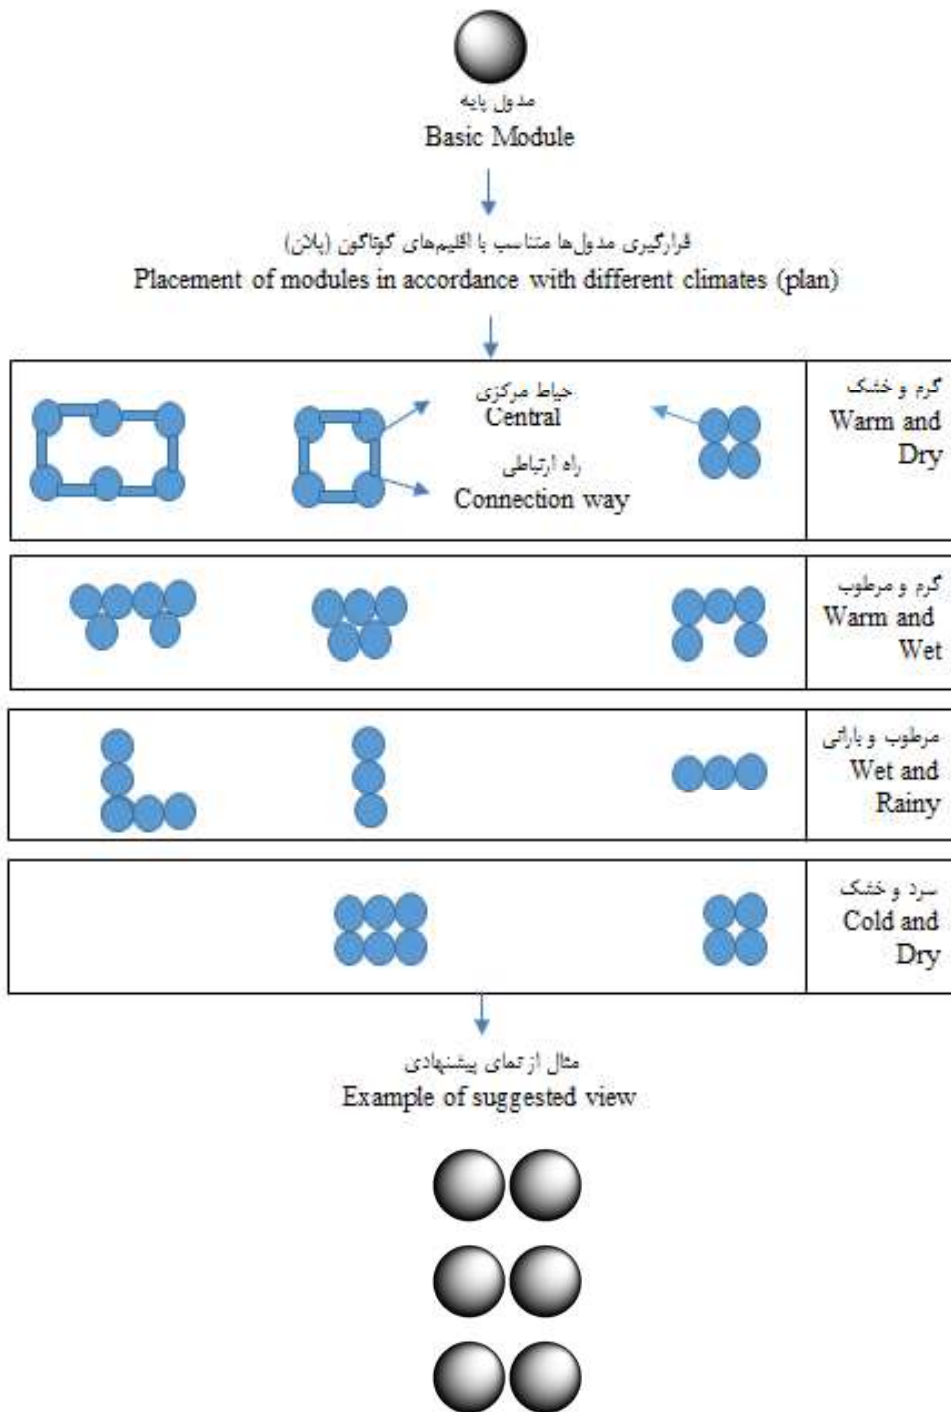 مدول پایه
Basic Module
قرارگیری مدول‌ها متناسب با اقلیم‌های گوناگون (پلان)
Placement of modules in accordance with different climates (plan)
گرم و خشک
Warm and
Dry
حیاط مرکزی
Central
راه ارتباطی
Connection way
گرم و مرطوب
Warm and
Wet
مرطوب و بارانی
Wet and
Rainy
سرد و خشک
Cold and
Dry
مثال از نمای پیشنهادی
Example of suggested view